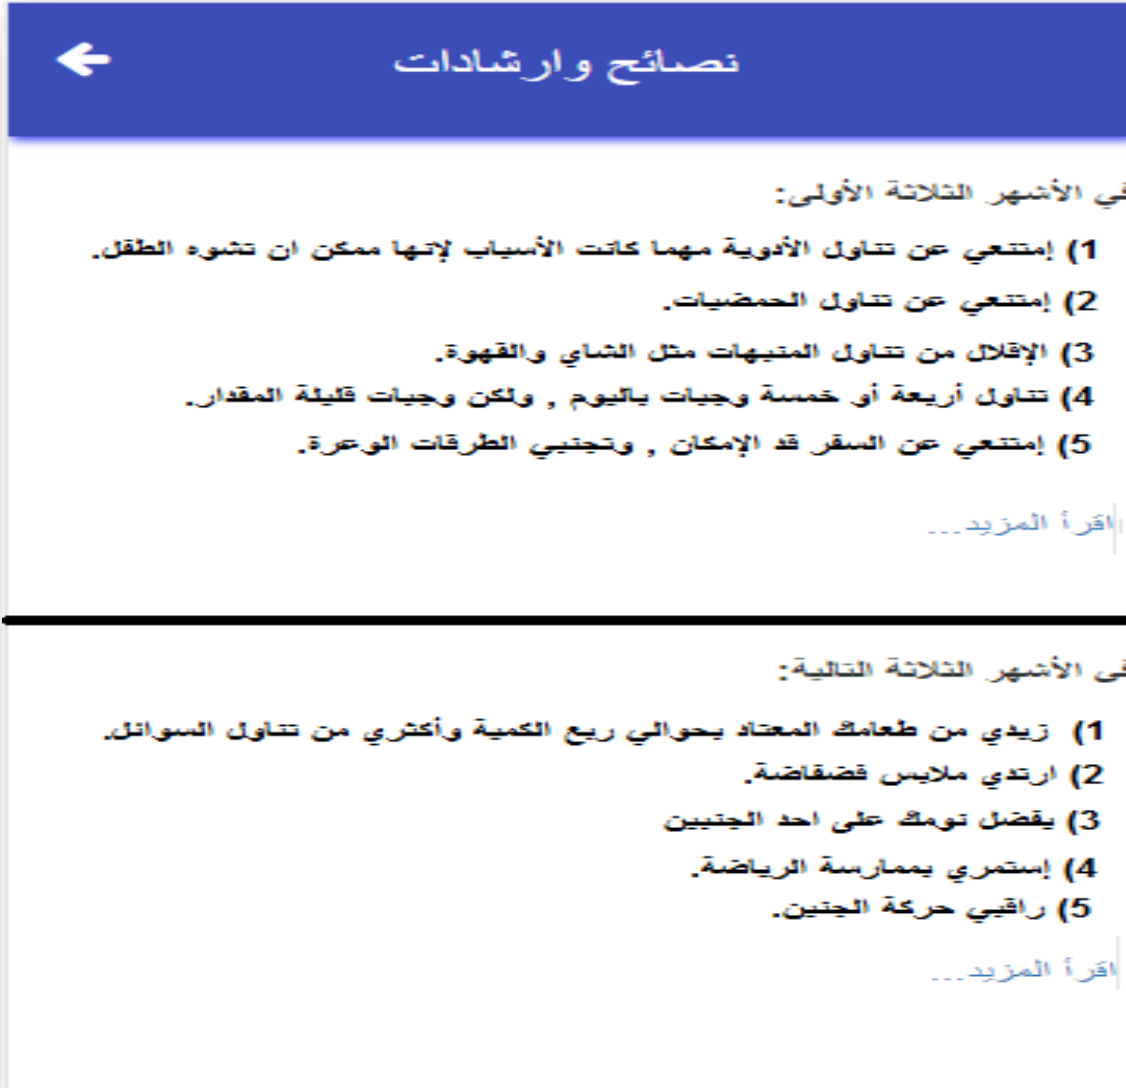 نصائح وارشادات
في الأشهر الثلاثة الأولى:
1) إمتنعي عن تناول الأدوية مهما كانت الأسباب لإنها ممكن ان تشوه الطفل.
2) إمتنعي عن تناول الحمضيات.
3) الإقلال من تناول المنبهات مثل الشاي والقهوة.
4) تناول أربعة أو خمسة وجبات باليوم , ولكن وجبات قليلة المقدار.
5) إمتنعي عن السفر قد الإمكان , وتجنبي الطرقات الوعرة.
اقرأ المزيد...
في الأشهر الثلاثة التالية:
1) زيدي من طعامك المعتاد بحوالي ربع الكمية وأكثري من تناول السوائل.
2) ارتدي ملابس فضفاضة.
3) يفضل نومك على احد الجنبين
4) إستمري بممارسة الرياضة.
5) راقبي حركة الجنين.
اقرأ المزيد...